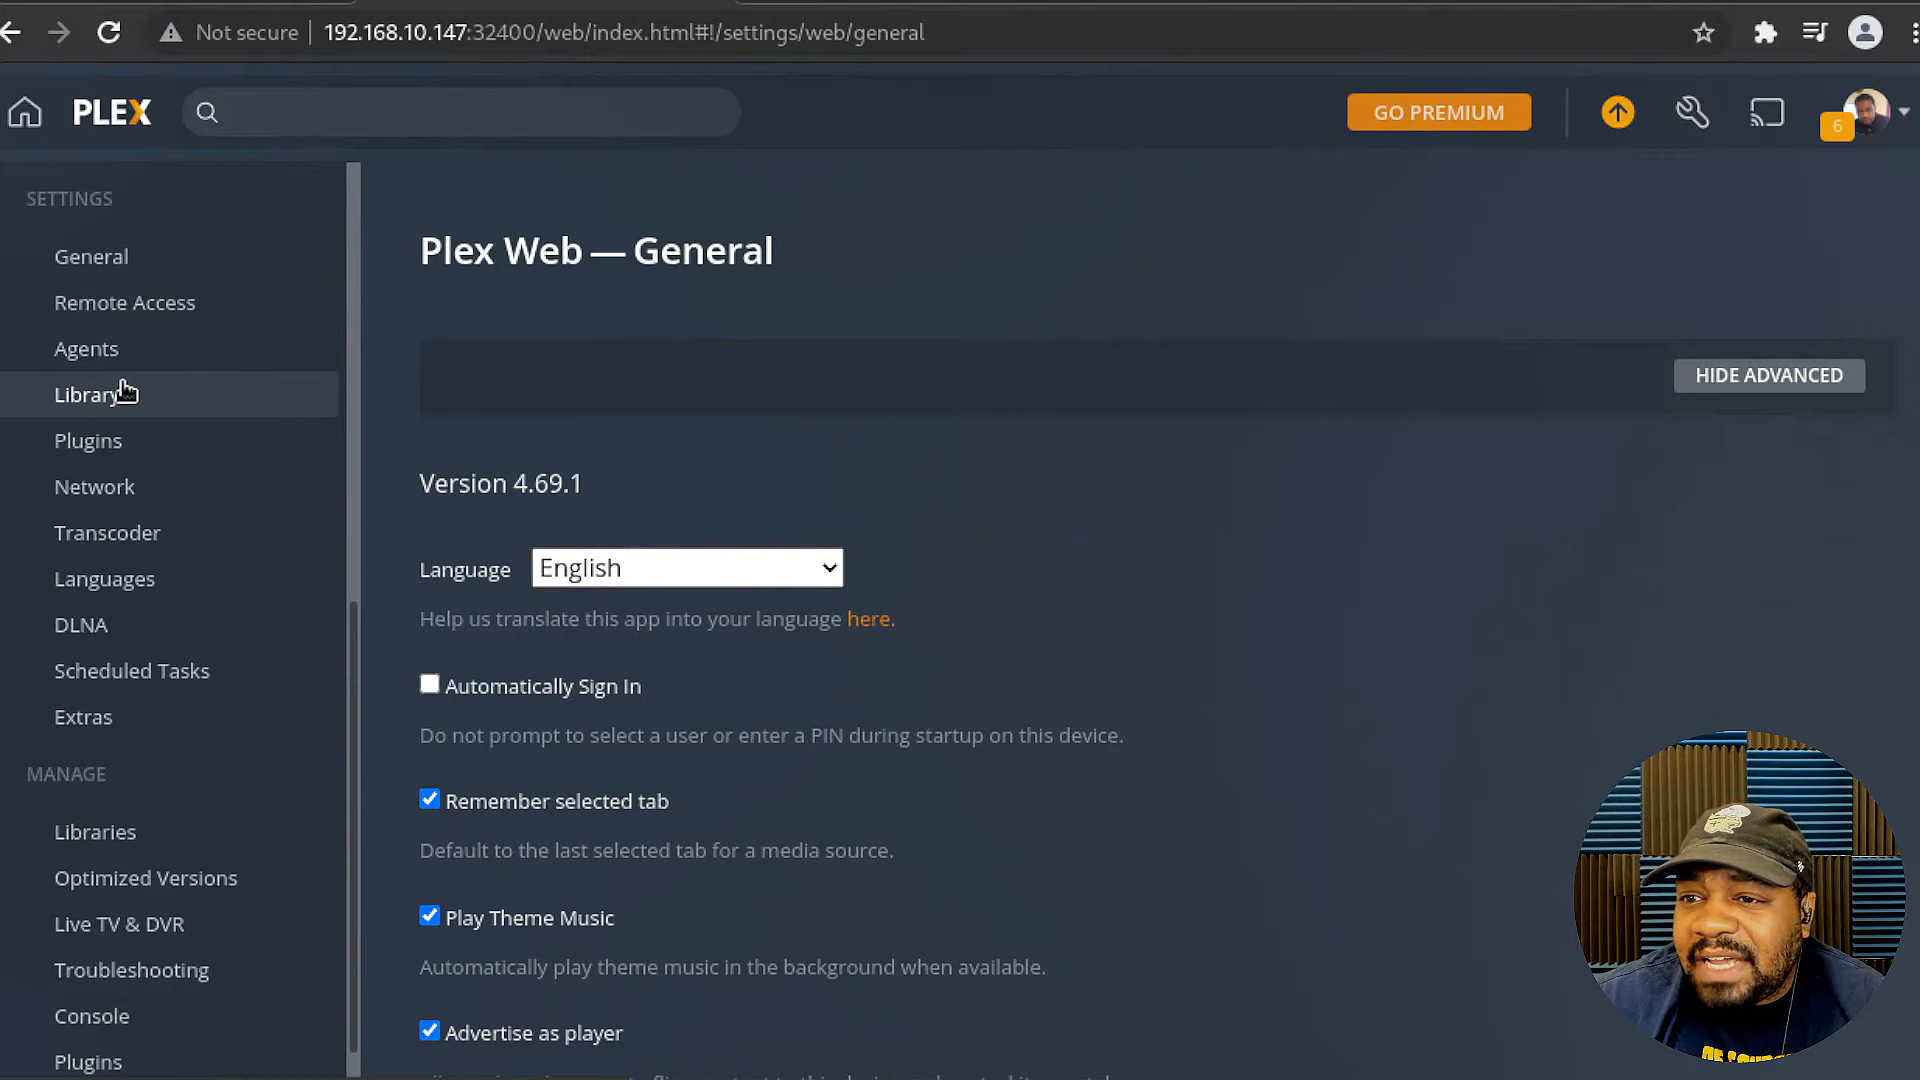 Not secure
192.168.10.147:32400/web/index.html#!/settings/web/general
PLEX
GO PREMIUM
6
SETTINGS
General
Remote Access
Agents
Library
Plugins
Network
Transcoder
Languages
DLNA
Scheduled Tasks
Extras
MANAGE
Libraries
Optimized Versions
Live TV & DVR
Troubleshooting
Console
Plugins
Plex Web — General
HIDE ADVANCED
Version 4.69.1
Language English
Help us translate this app into your language here.
Automatically Sign In
Do not prompt to select a user or enter a PIN during startup on this device.
Remember selected tab
Default to the last selected tab for a media source.
Play Theme Music
Automatically play theme music in the background when available.
Advertise as player